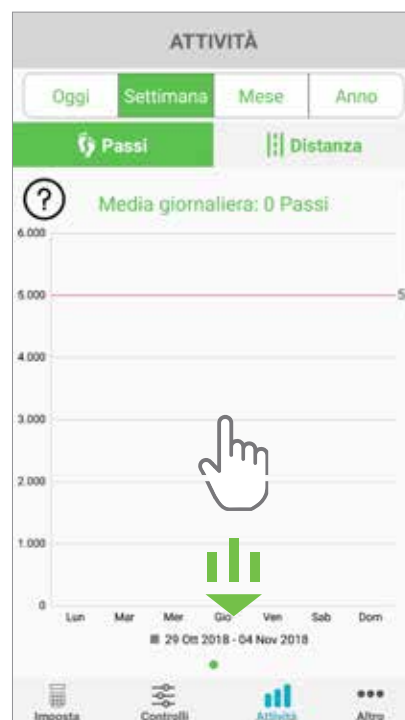 ATTIVITÀ
Oggi Settimana Mese Anno
Passi Distanza
? Media giornaliera: 0 Passi
6.000
5.000 5
4.000
3.000
2.000
1.000
0
Lun Mar Mer Gio Ven Sab Dom
29 Ott 2018 - 04 Nov 2018
Imposta Controlli Attività Altro